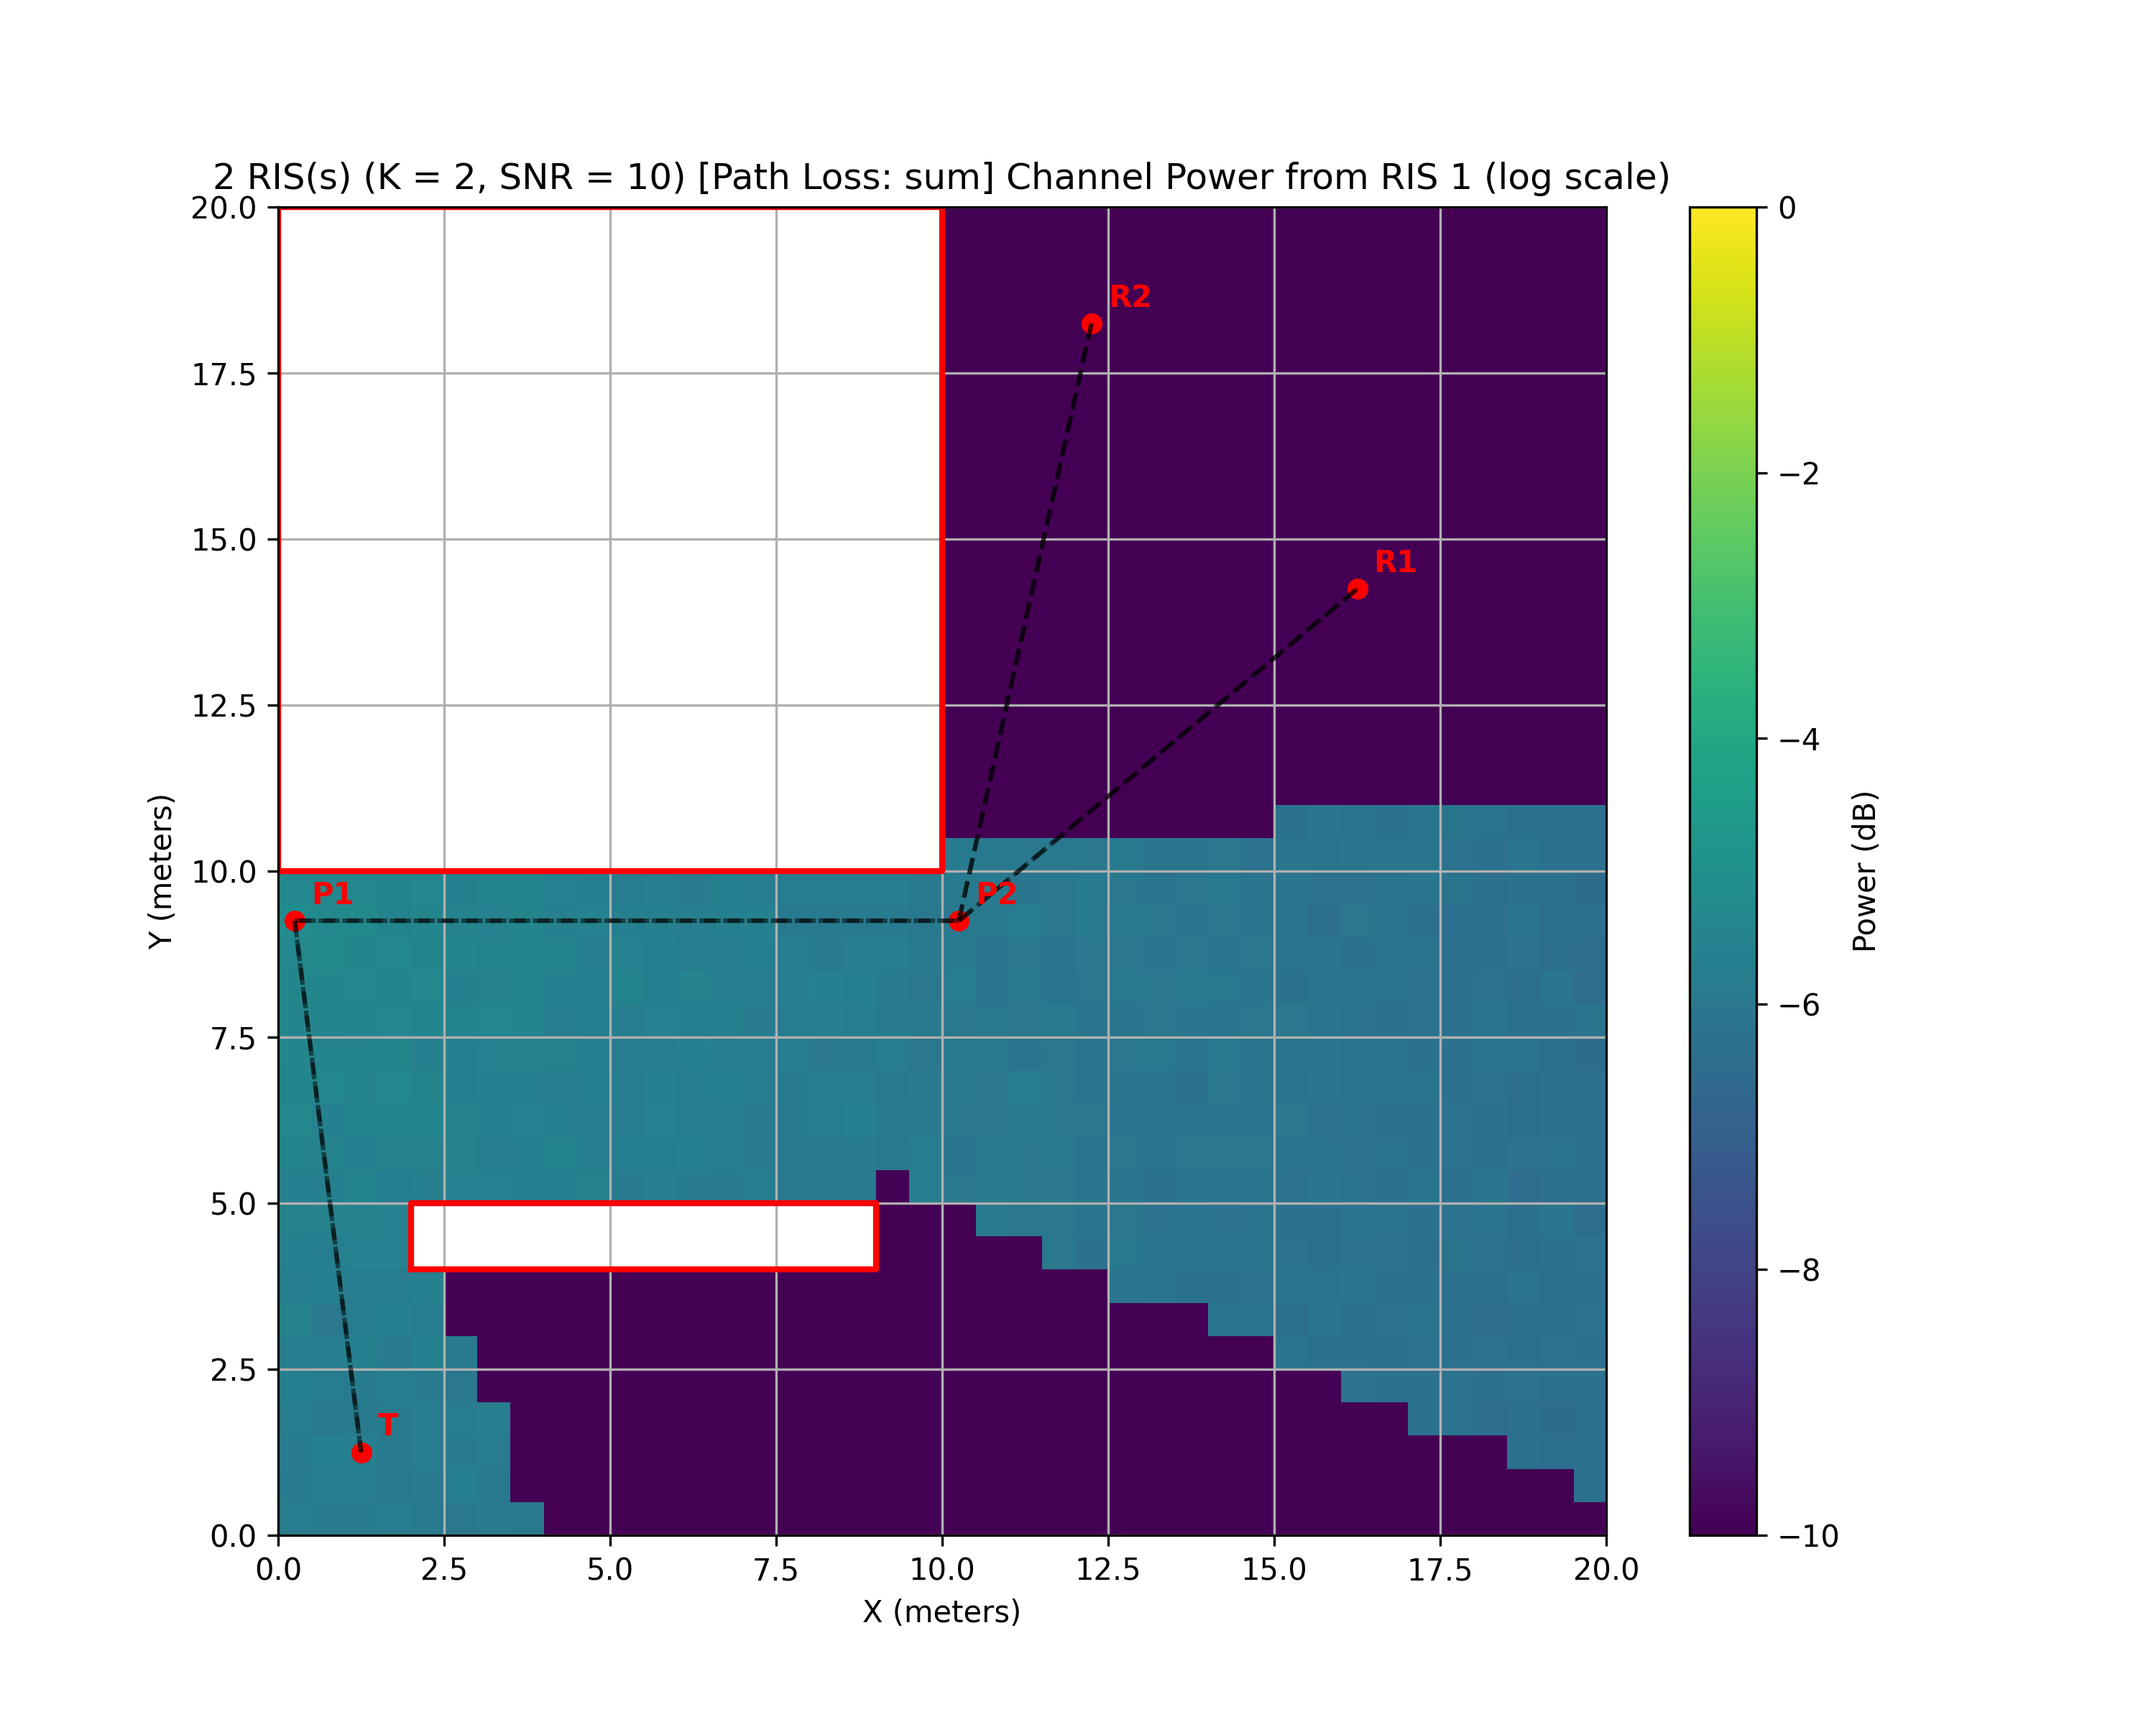 2 RIS(s) (K = 2, SNR = 10) [Path Loss: sum] Channel Power from RIS 1 (log scale)
20.0
17.5
15.0
12.5
10.0
7.5
5.0
2.5
0.0
Y (meters)
R2
R1
P1
P2
T
0.0 2.5 5.0 7.5 10.0 12.5 15.0 17.5 20.0
X (meters)
0
−2
−4
−6
−8
−10
Power (dB)